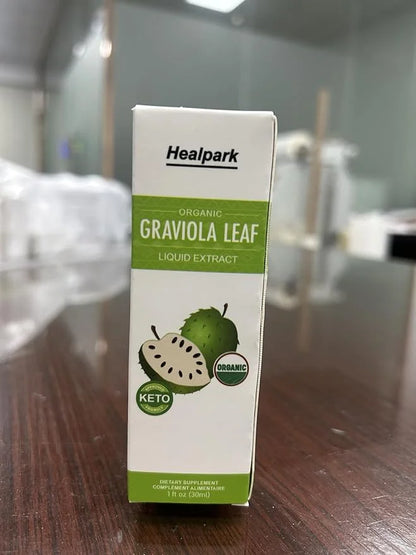 Healpark
ORGANIC
GRAVIOLA LEAF
LIQUID EXTRACT
ORGANIC
KETO
DIETARY SUPPLEMENT
COMPLÉMENT ALIMENTAIRE
1 fl oz (30ml)